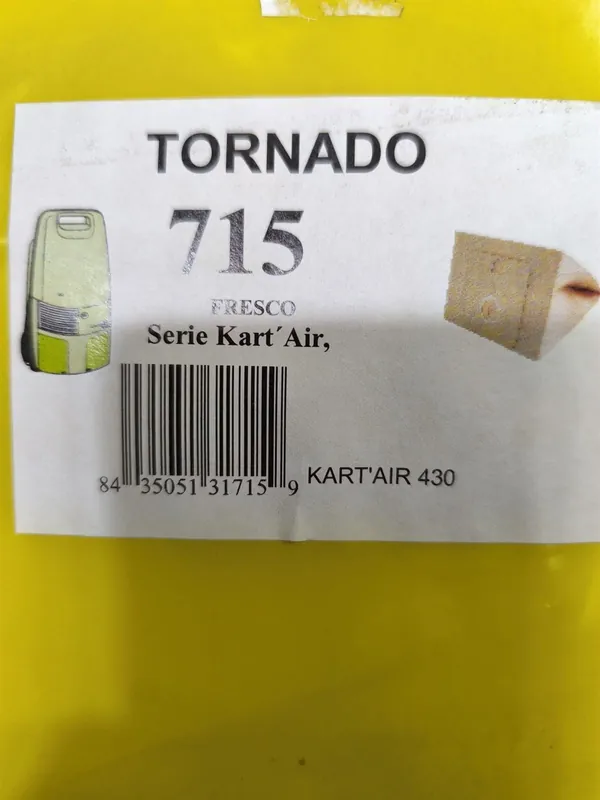 TORNADO
715
FRESCO
Serie Kart´Air,
84 35051 31715 9
KART'AIR 430